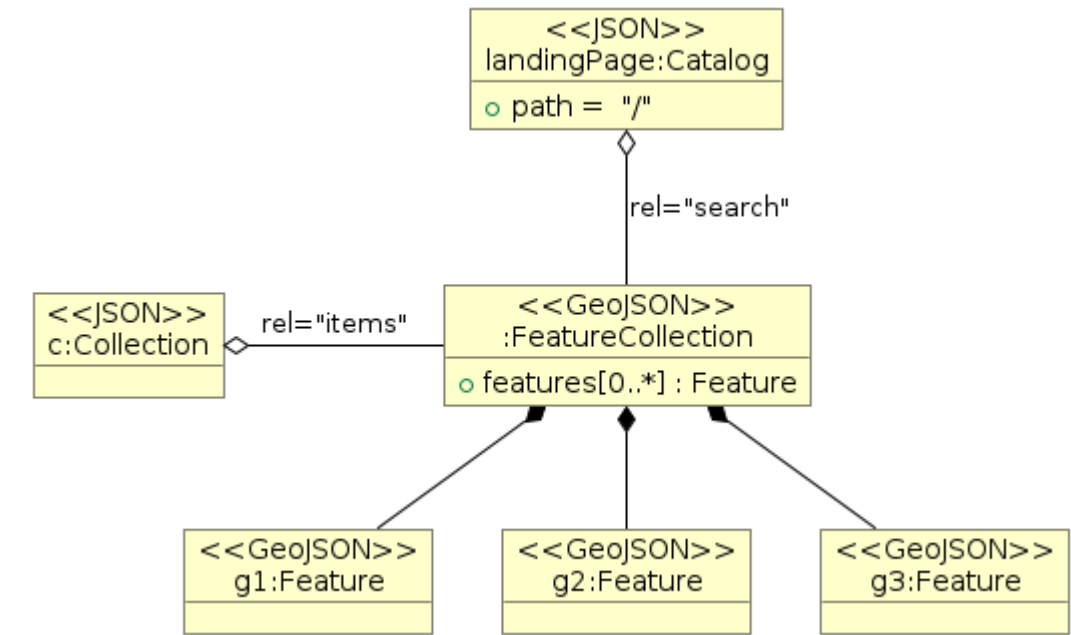 <<JSON>>
landingPage:Catalog
path = "/"
rel="search"
<<JSON>>
c:Collection
rel="items"
<<GeoJSON>>
:FeatureCollection
features[0..*] : Feature
<<GeoJSON>>
g1:Feature
<<GeoJSON>>
g2:Feature
<<GeoJSON>>
g3:Feature